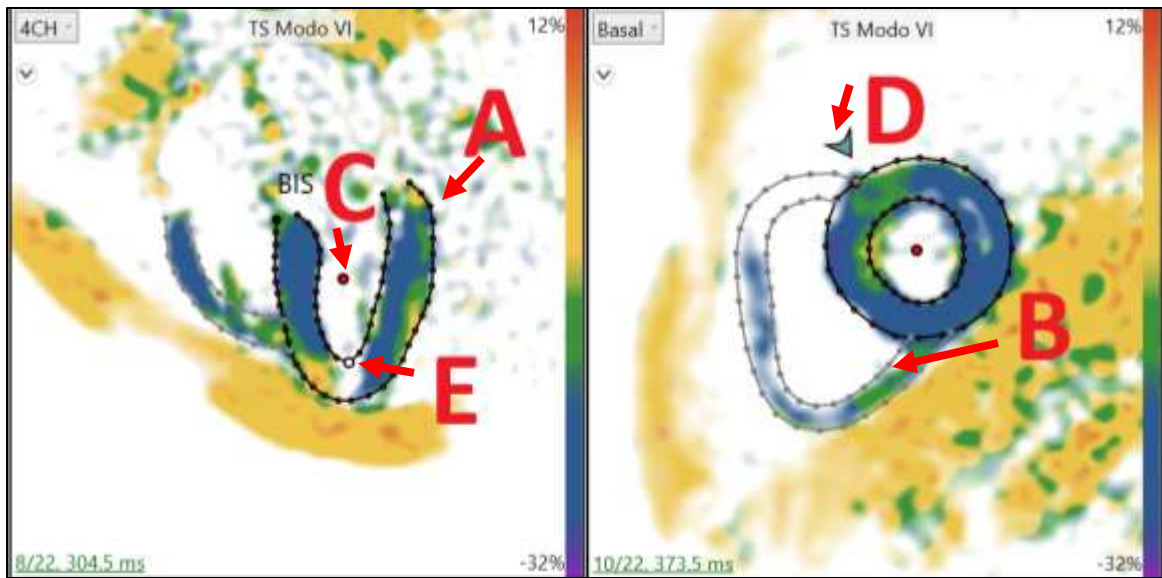 4CH
TS Modo VI
12%
A
C
BIS
E
8/22, 304.5 ms
-32%
Basal
TS Modo VI
12%
D
B
10/22, 373.5 ms
-32%